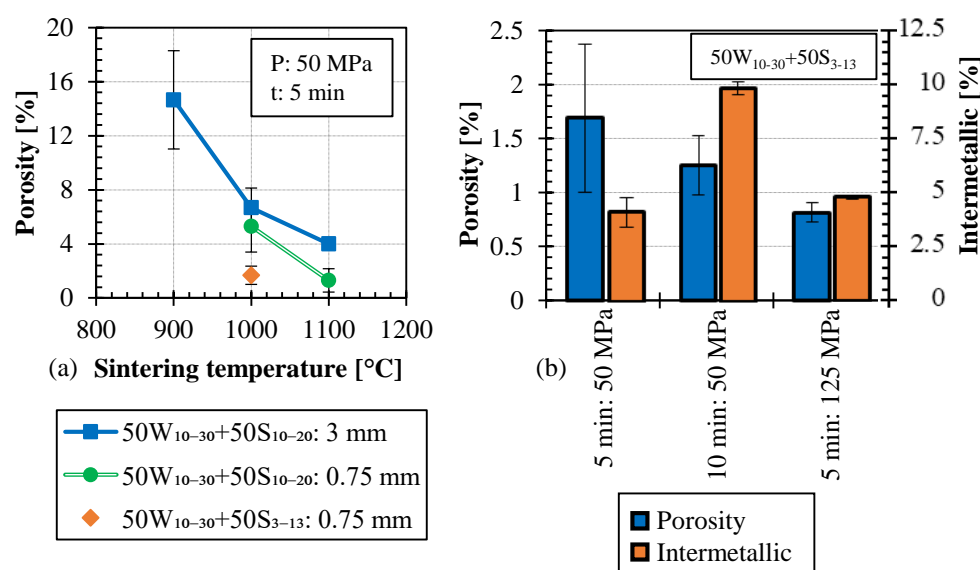 20
16
12
8
4
0
Porosity [%]
P: 50 MPa
t: 5 min
800 900 1000 1100 1200
(a) Sintering temperature [°C]
50W₁₀₋₃₀+50S₁₀₋₂₀: 3 mm
50W₁₀₋₃₀+50S₁₀₋₂₀: 0.75 mm
50W₁₀₋₃₀+50S₃₋₁₃: 0.75 mm
2.5
2
1.5
1
0.5
0
Porosity [%]
50W₁₀₋₃₀+50S₃₋₁₃
12.5
10
7.5
5
2.5
0
Intermetallic [%]
(b)
5 min: 50 MPa
10 min: 50 MPa
5 min: 125 MPa
Porosity
Intermetallic